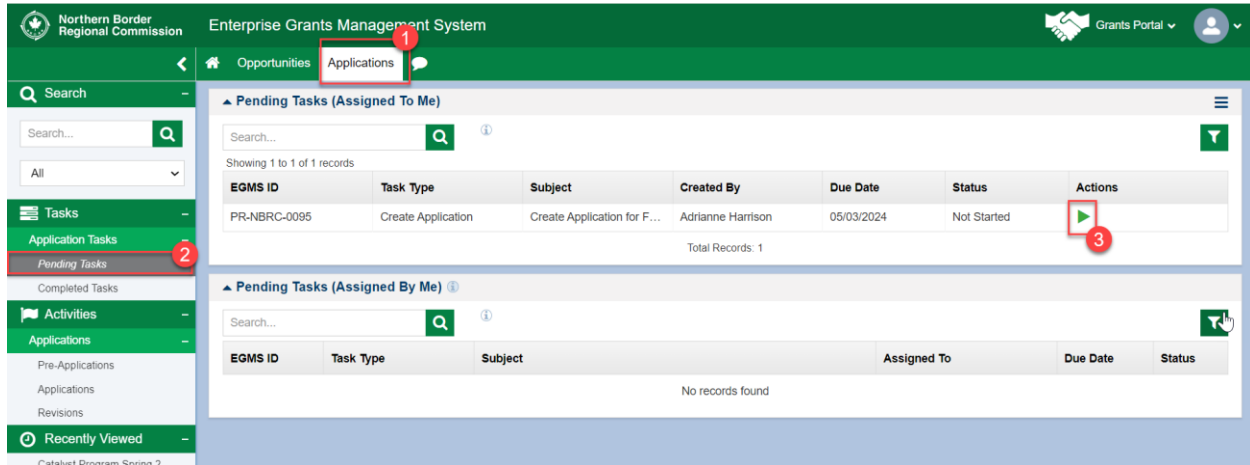 Northern Border
Regional Commission
Enterprise Grants Management System
Grants Portal
1
Opportunities
Applications
Search
Search...
All
Tasks
Application Tasks
2
Pending Tasks
Completed Tasks
Activities
Applications
Pre-Applications
Applications
Revisions
Recently Viewed
Catalyst Program Spring 2
Pending Tasks (Assigned To Me)
Search...
Showing 1 to 1 of 1 records
EGMS ID Task Type Subject Created By Due Date Status Actions
PR-NBRC-0095 Create Application Create Application for F... Adrianne Harrison 05/03/2024 Not Started
3
Total Records: 1
Pending Tasks (Assigned By Me)
Search...
EGMS ID Task Type Subject Assigned To Due Date Status
No records found